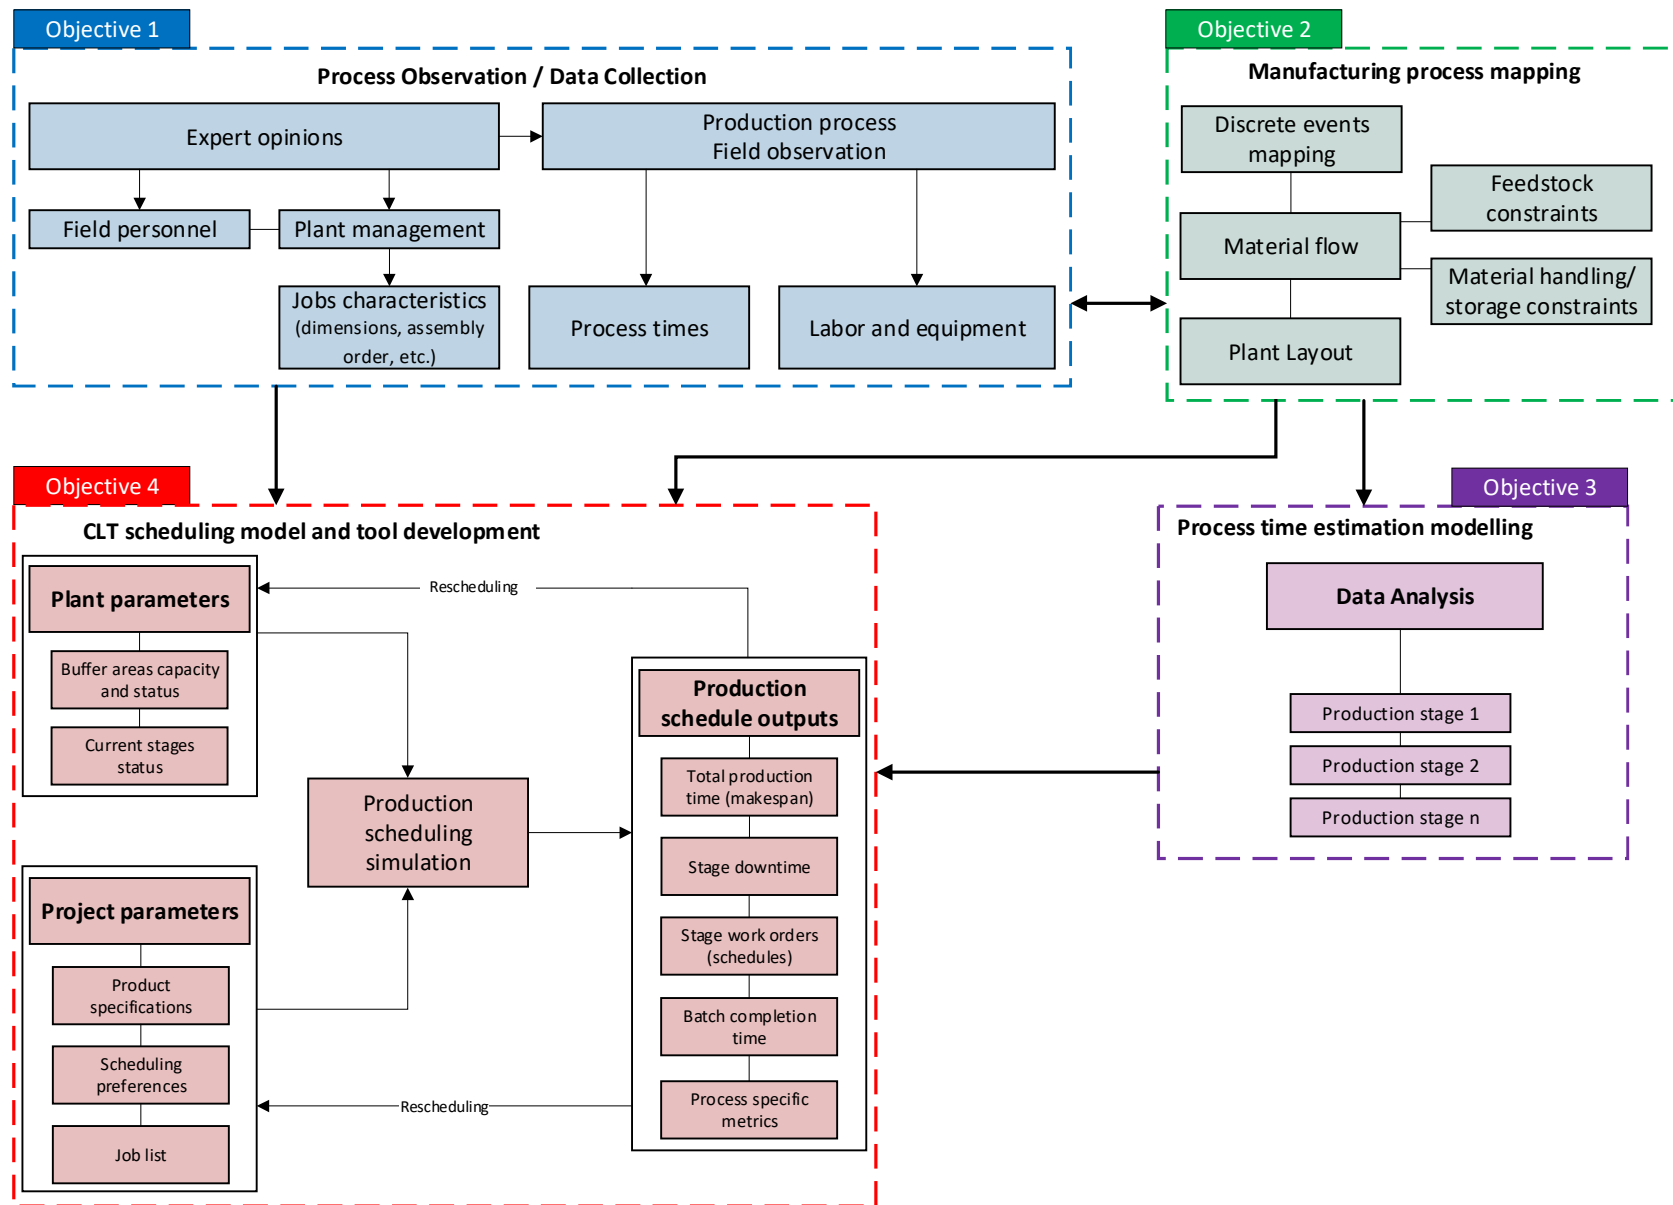 Objective 1
Process Observation / Data Collection
Expert opinions
Production process
Field observation
Field personnel
Plant management
Jobs characteristics
(dimensions, assembly
order, etc.)
Process times
Labor and equipment
Objective 2
Manufacturing process mapping
Discrete events
mapping
Feedstock
constraints
Material flow
Material handling/
storage constraints
Plant Layout
Objective 4
CLT scheduling model and tool development
Plant parameters
Buffer areas capacity
and status
Current stages
status
Rescheduling
Production
scheduling
simulation
Project parameters
Product
specifications
Scheduling
preferences
Job list
Rescheduling
Production
schedule outputs
Total production
time (makespan)
Stage downtime
Stage work orders
(schedules)
Batch completion
time
Process specific
metrics
Objective 3
Process time estimation modelling
Data Analysis
Production stage 1
Production stage 2
Production stage n